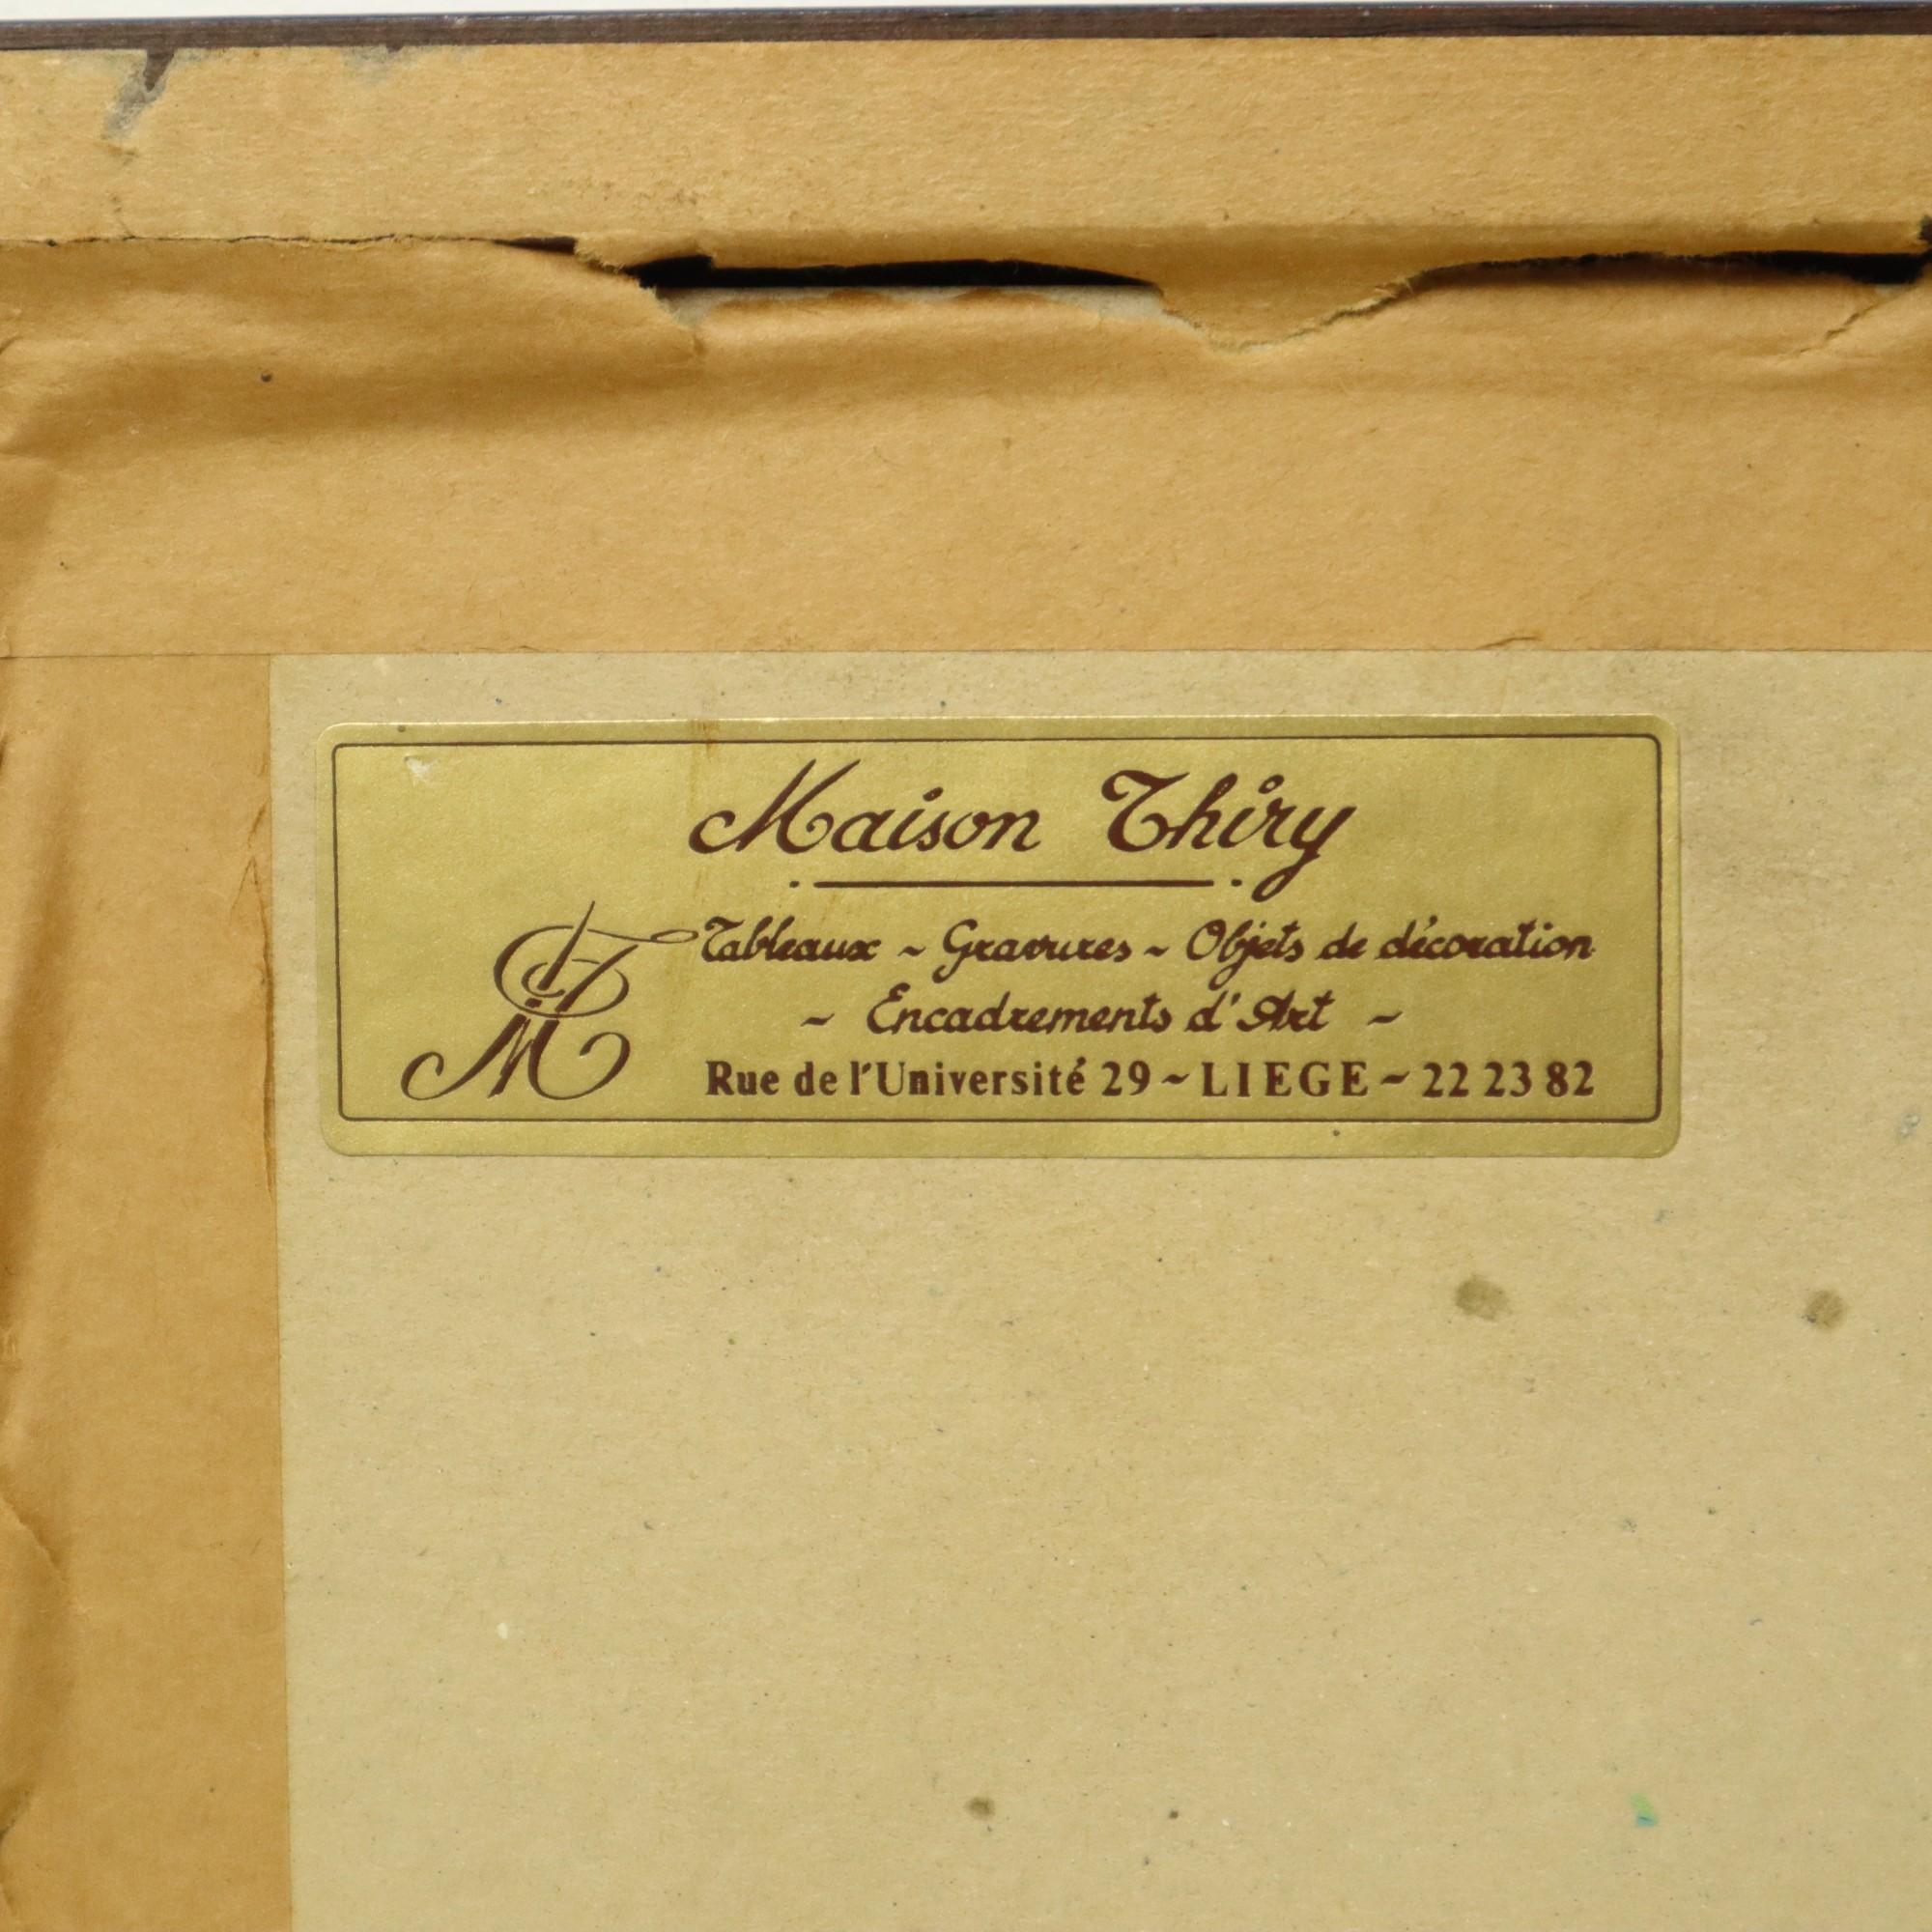 Maison Thiry
Tableaux ~ Gravures ~ Objets de décoration
~ Encadrements d'Art ~
Rue de l'Université 29 ~ LIEGE ~ 22 23 82